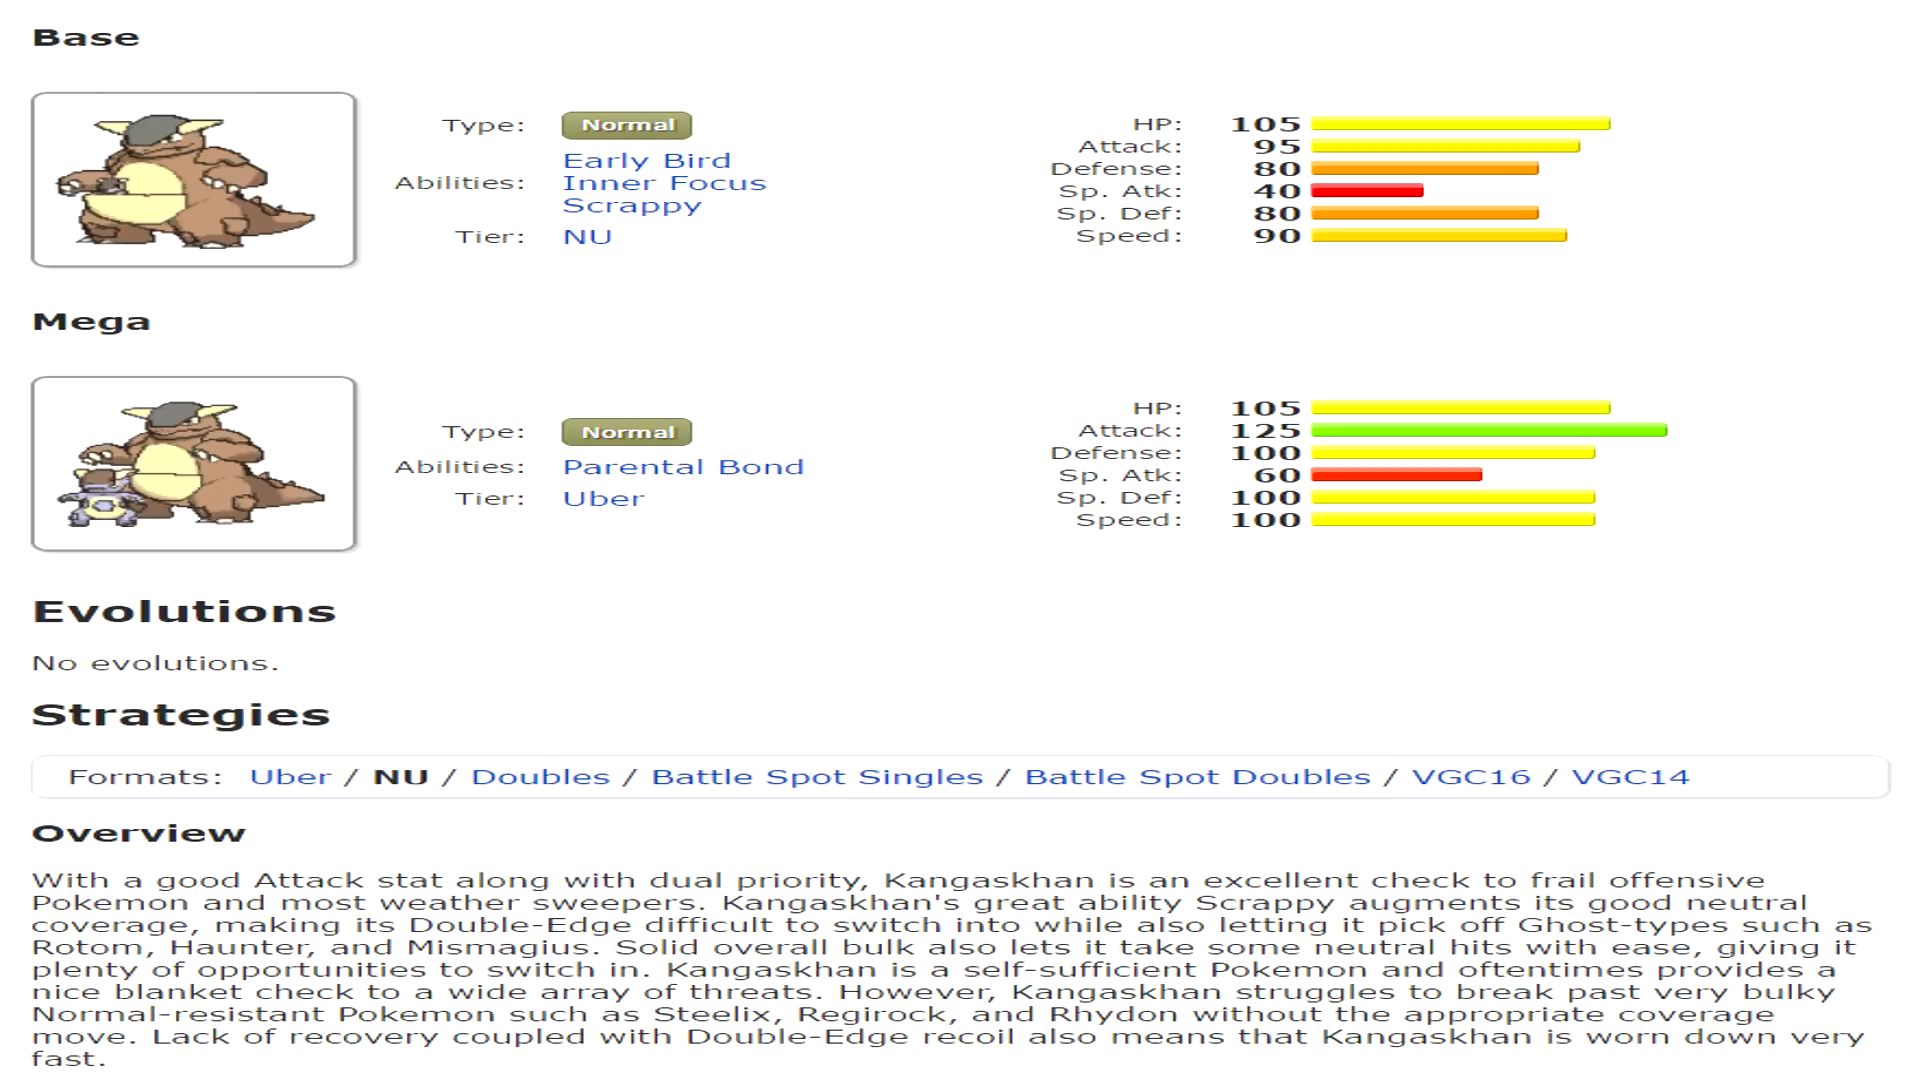 Base
Type: Normal
Abilities: Early Bird
Inner Focus
Scrappy
Tier: NU
HP: 105
Attack: 95
Defense: 80
Sp. Atk: 40
Sp. Def: 80
Speed: 90
Mega
Type: Normal
Abilities: Parental Bond
Tier: Uber
HP: 105
Attack: 125
Defense: 100
Sp. Atk: 60
Sp. Def: 100
Speed: 100
Evolutions
No evolutions.
Strategies
Formats: Uber / NU / Doubles / Battle Spot Singles / Battle Spot Doubles / VGC16 / VGC14
Overview
With a good Attack stat along with dual priority, Kangaskhan is an excellent check to frail offensive
Pokemon and most weather sweepers. Kangaskhan's great ability Scrappy augments its good neutral
coverage, making its Double-Edge difficult to switch into while also letting it pick off Ghost-types such as
Rotom, Haunter, and Mismagius. Solid overall bulk also lets it take some neutral hits with ease, giving it
plenty of opportunities to switch in. Kangaskhan is a self-sufficient Pokemon and oftentimes provides a
nice blanket check to a wide array of threats. However, Kangaskhan struggles to break past very bulky
Normal-resistant Pokemon such as Steelix, Regirock, and Rhydon without the appropriate coverage
move. Lack of recovery coupled with Double-Edge recoil also means that Kangaskhan is worn down very
fast.